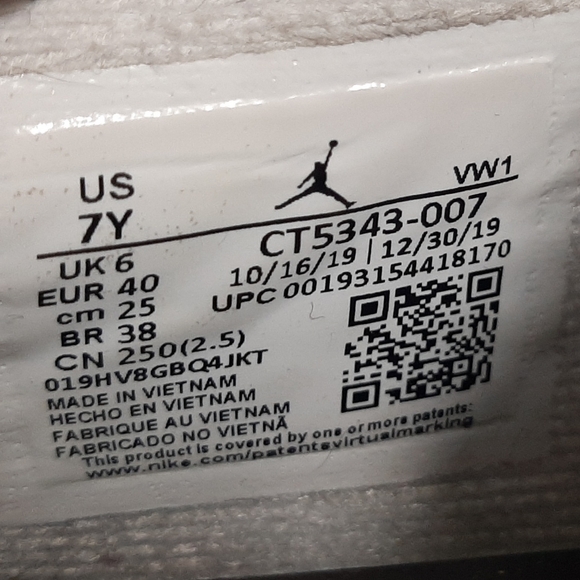 US
7Y
VW1
CT5343-007
10/16/19 | 12/30/19
UPC 00193154418170
UK 6
EUR 40
cm 25
BR 38
CN 250(2.5)
019HV8GBQ4JKT
MADE IN VIETNAM
HECHO EN VIETNAM
FABRIQUE AU VIETNAM
FABRICADO NO VIETNÃ
This product is covered by one or more patents:
www.nike.com/patentsvirtualmarking